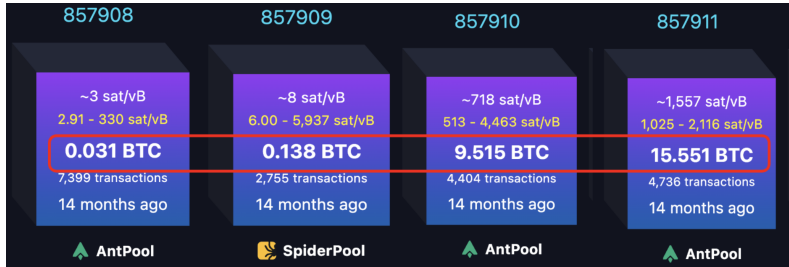 857908
~3 sat/vB
2.91 - 330 sat/vB
0.031 BTC
7,399 transactions
14 months ago
AntPool
857909
~8 sat/vB
6.00 - 5,937 sat/vB
0.138 BTC
2,755 transactions
14 months ago
SpiderPool
857910
~718 sat/vB
513 - 4,463 sat/vB
9.515 BTC
4,404 transactions
14 months ago
AntPool
857911
~1,557 sat/vB
1,025 - 2,116 sat/vB
15.551 BTC
4,736 transactions
14 months ago
AntPool